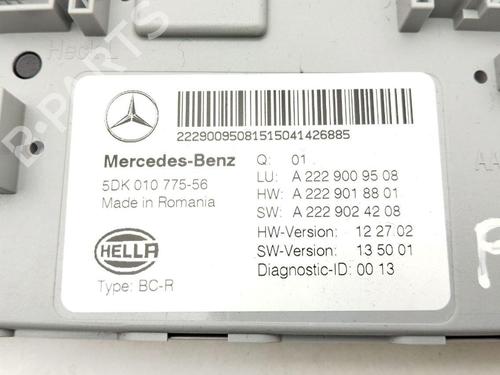 Heck
22290095081515041426885
Mercedes-Benz
5DK 010 775-56
Made in Romania
HELLA
Type: BC-R
Q: 01
LU: A 222 900 95 08
HW: A 222 901 88 01
SW: A 222 902 42 08
HW-Version: 12 27 02
SW-Version: 13 50 01
Diagnostic-ID: 00 13
B-PARTS